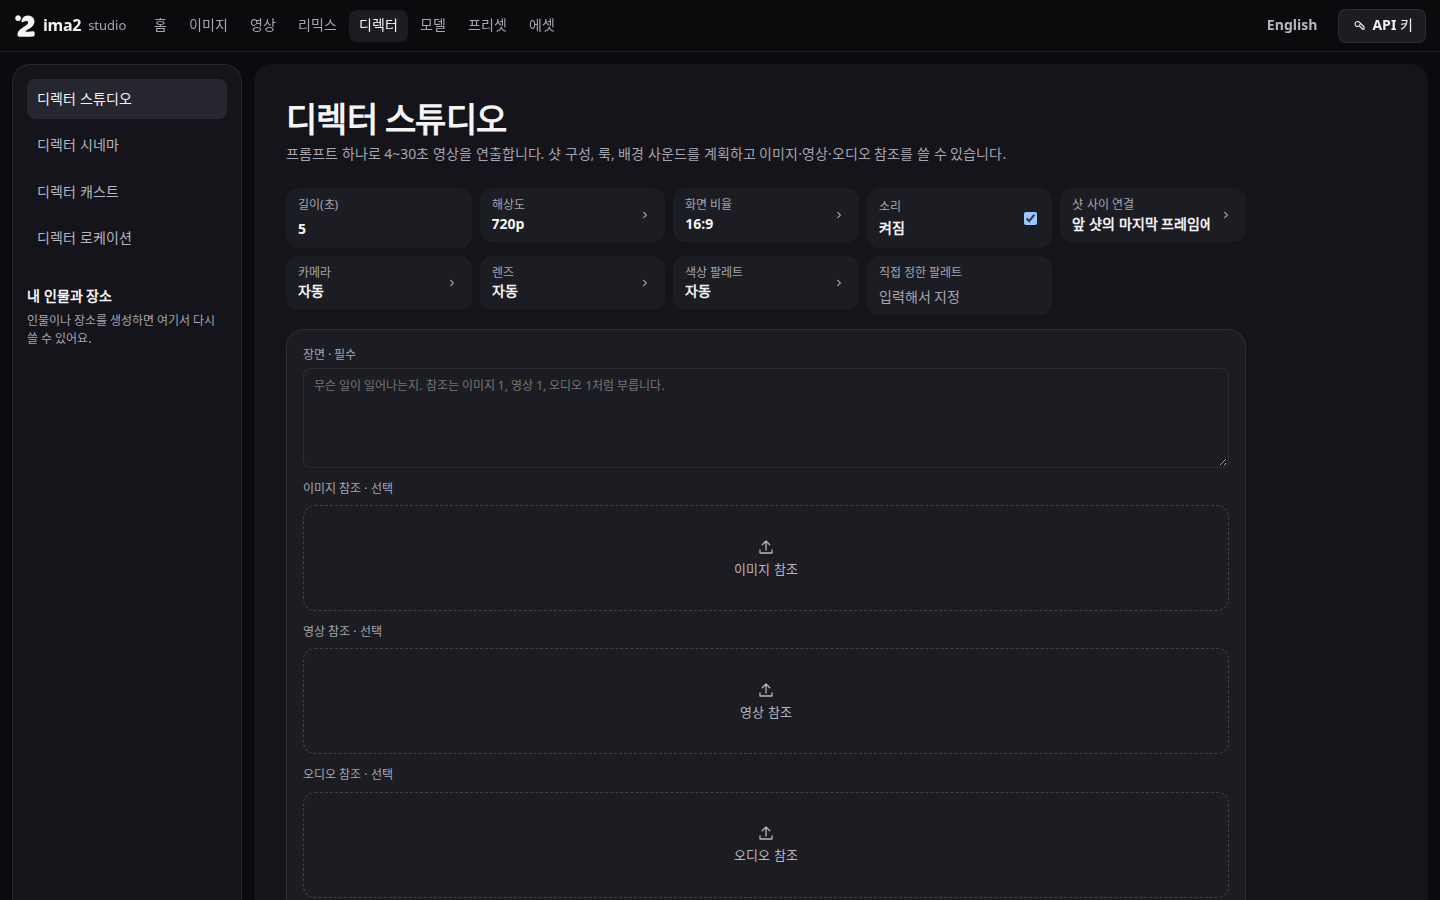 ima2 studio
홈
이미지
영상
리믹스
디렉터
모델
프리셋
에셋
English
API 키
디렉터 스튜디오
디렉터 시네마
디렉터 캐스트
디렉터 로케이션
내 인물과 장소
인물이나 장소를 생성하면 여기서 다시
쓸 수 있어요.
디렉터 스튜디오
프롬프트 하나로 4~30초 영상을 연출합니다. 샷 구성, 룩, 배경 사운드를 계획하고 이미지·영상·오디오 참조를 쓸 수 있습니다.
길이(초)
5
해상도
720p
화면 비율
16:9
소리
켜짐
샷 사이 연결
앞 샷의 마지막 프레임에
카메라
자동
렌즈
자동
색상 팔레트
자동
직접 정한 팔레트
입력해서 지정
장면 · 필수
무슨 일이 일어나는지. 참조는 이미지 1, 영상 1, 오디오 1처럼 부릅니다.
이미지 참조 · 선택
이미지 참조
영상 참조 · 선택
영상 참조
오디오 참조 · 선택
오디오 참조